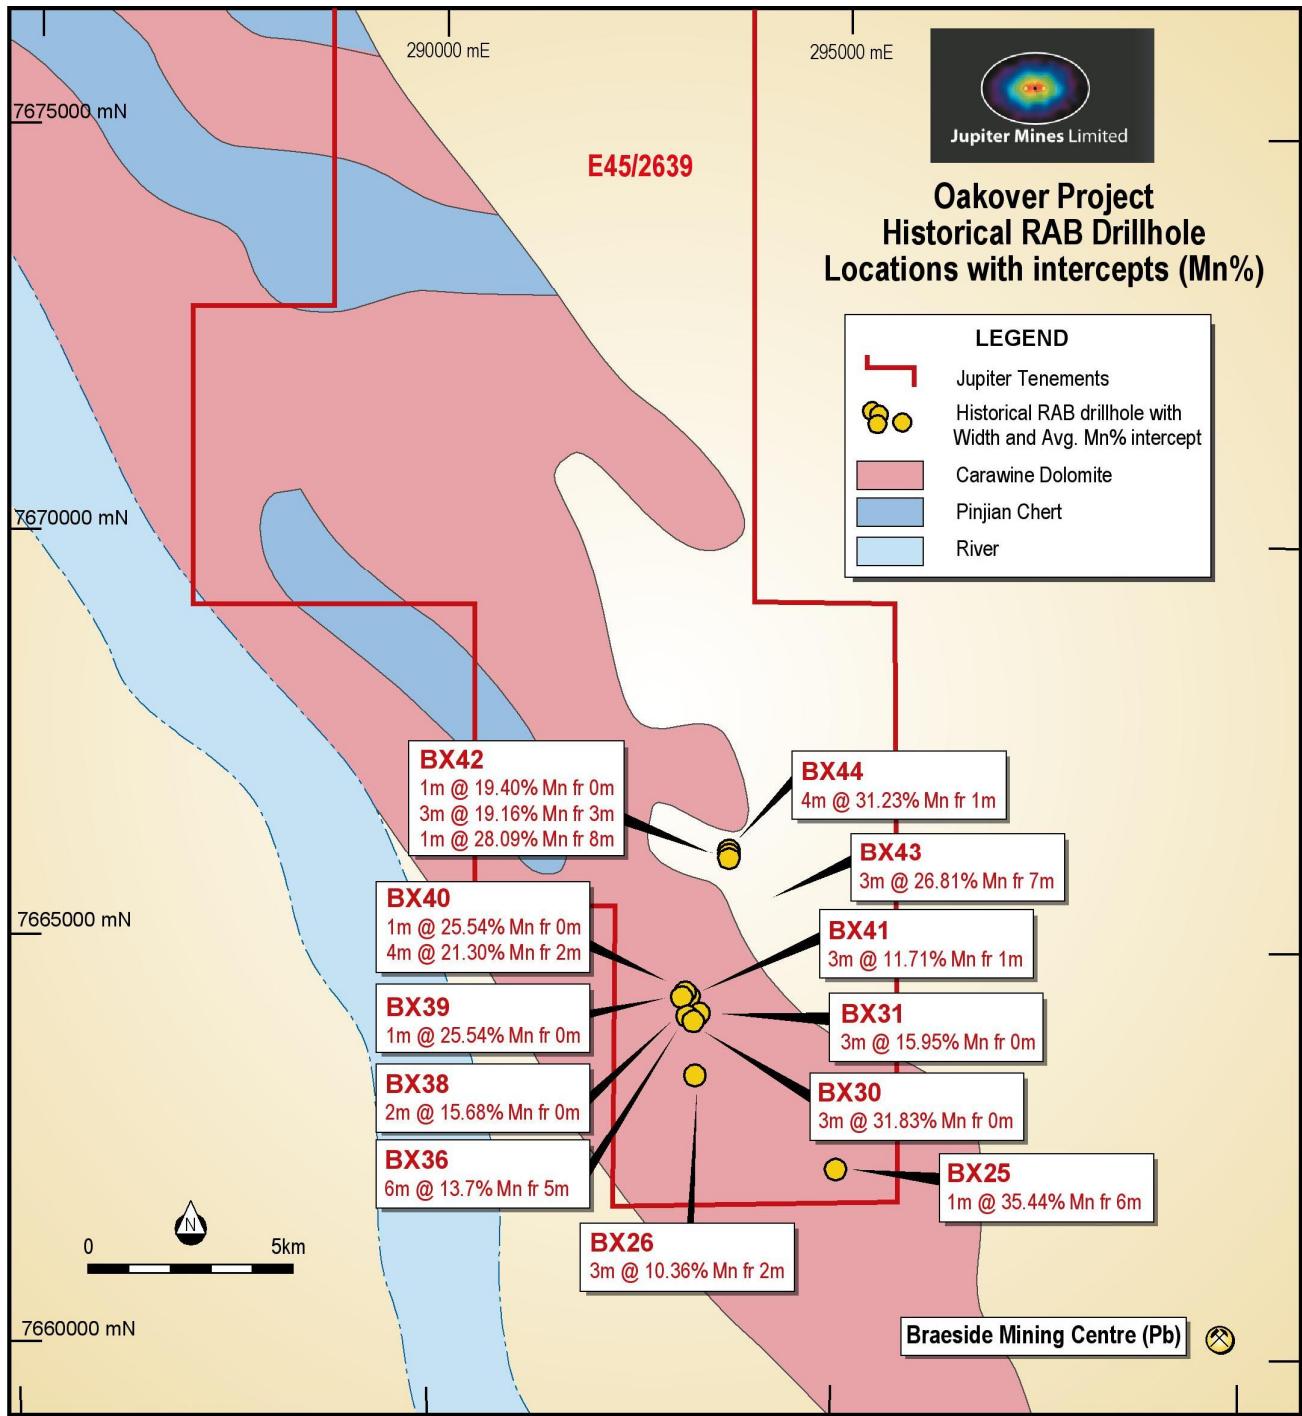 290000 mE
295000 mE
7675000 mN
Jupiter Mines Limited
E45/2639
Oakover Project
Historical RAB Drillhole
Locations with intercepts (Mn%)
LEGEND
Jupiter Tenements
Historical RAB drillhole with
Width and Avg. Mn% intercept
Carawine Dolomite
Pinjian Chert
River
7670000 mN
BX42
1m @ 19.40% Mn fr 0m
3m @ 19.16% Mn fr 3m
1m @ 28.09% Mn fr 8m
BX44
4m @ 31.23% Mn fr 1m
BX43
3m @ 26.81% Mn fr 7m
BX40
1m @ 25.54% Mn fr 0m
4m @ 21.30% Mn fr 2m
7665000 mN
BX41
3m @ 11.71% Mn fr 1m
BX39
1m @ 25.54% Mn fr 0m
BX31
3m @ 15.95% Mn fr 0m
BX38
2m @ 15.68% Mn fr 0m
BX30
3m @ 31.83% Mn fr 0m
BX36
6m @ 13.7% Mn fr 5m
BX25
1m @ 35.44% Mn fr 6m
BX26
3m @ 10.36% Mn fr 2m
N
0 5km
7660000 mN
Braeside Mining Centre (Pb)